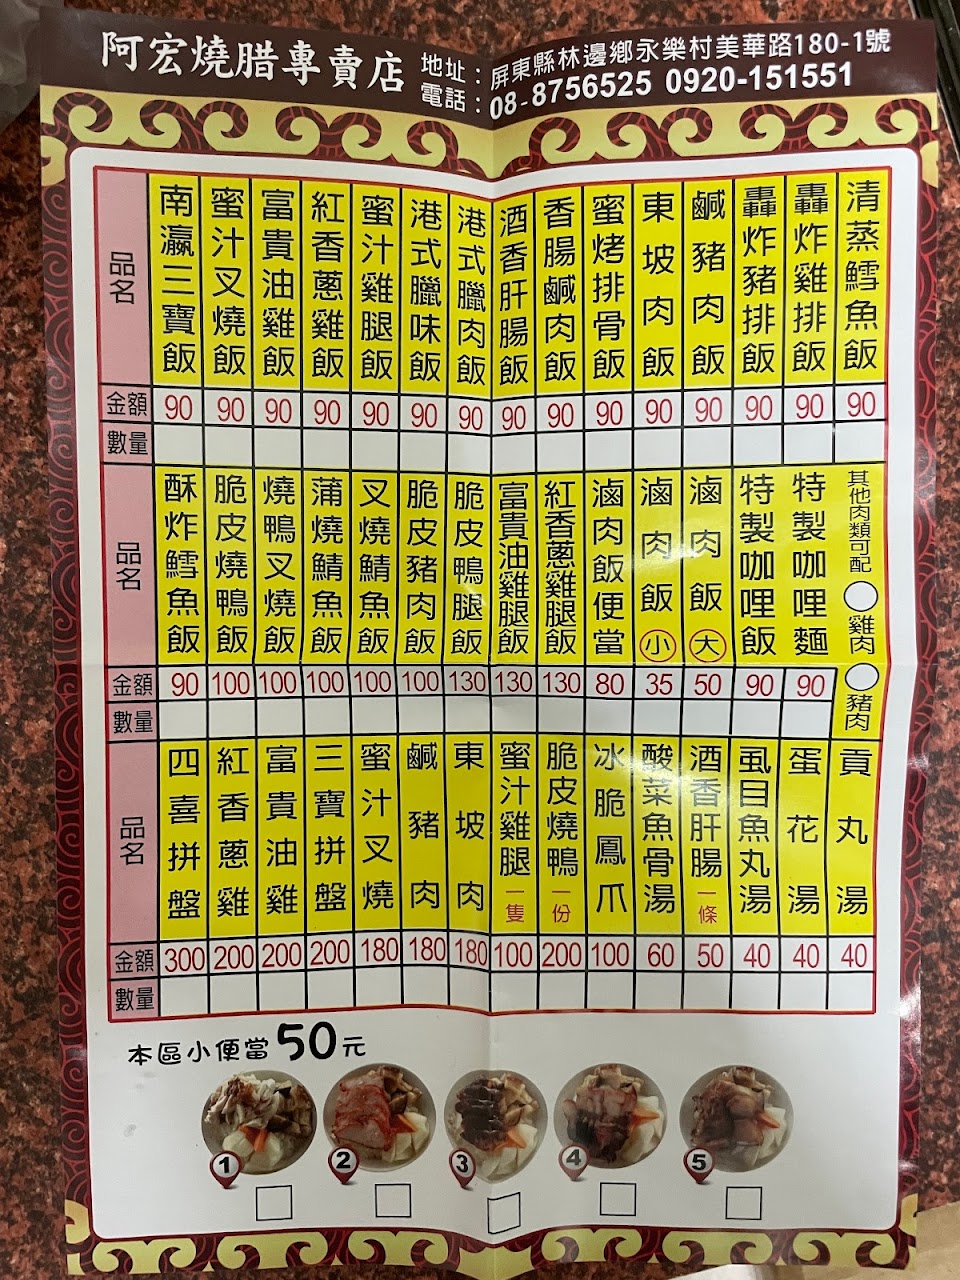 阿宏燒腊專賣店
地址：屏東縣林邊鄉永樂村美華路180-1號
電話：08-8756525 0920-151551
品名
南瀛三寶飯
蜜汁叉燒飯
富貴油雞飯
紅香蔥雞飯
蜜汁雞腿飯
港式臘味飯
港式臘肉飯
酒香肝腸飯
香腸鹹肉飯
蜜烤排骨飯
東坡肉飯
鹹豬肉飯
轟炸豬排飯
轟炸雞排飯
清蒸鱈魚飯
金額 90 90 90 90 90 90 90 90 90 90 90 90 90 90 90
數量
品名
酥炸鱈魚飯
脆皮燒鴨飯
燒鴨叉燒飯
蒲燒鯖魚飯
叉燒鯖魚飯
脆皮豬肉飯
脆皮鴨腿飯
富貴油雞腿飯
紅香蔥雞腿飯
滷肉飯便當
滷肉飯小
滷肉飯大
特製咖哩飯
特製咖哩麵
其他肉類可配
雞肉
豬肉
金額 90 100 100 100 100 100 130 130 130 80 35 50 90 90
數量
品名
四喜拼盤
紅香蔥雞
富貴油雞
三寶拼盤
蜜汁叉燒
鹹豬肉
東坡肉
蜜汁雞腿一隻
脆皮燒鴨一份
冰脆鳳爪
酸菜魚骨湯
酒香肝腸一條
虱目魚丸湯
蛋花湯
貢丸湯
金額 300 200 200 200 180 180 180 100 200 100 60 50 40 40 40
數量
本區小便當50元
1 2 3 4 5